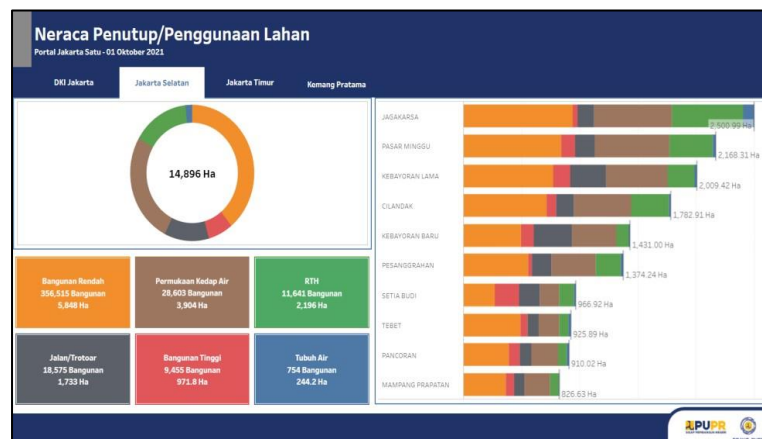 Neraca Penutup/Penggunaan Lahan
Portal Jakarta Satu - 01 Oktober 2021
DKI Jakarta
Jakarta Selatan
Jakarta Timur
Kemang Pratama
14,896 Ha
Bangunan Rendah
356,515 Bangunan
5,848 Ha
Permukaan Kedap Air
28,603 Bangunan
3,904 Ha
RTH
11,641 Bangunan
2,196 Ha
Jalan/Trotoar
18,575 Bangunan
1,733 Ha
Bangunan Tinggi
9,455 Bangunan
971.8 Ha
Tubuh Air
754 Bangunan
244.2 Ha
JAGAKARSA
2,500.99 Ha
PASAR MINGGU
2,168.31 Ha
KEBAYORAN LAMA
2,009.42 Ha
CILANDAK
1,782.91 Ha
KEBAYORAN BARU
1,431.00 Ha
PESANGGRAHAN
1,374.24 Ha
SETIA BUDI
966.92 Ha
TEBET
925.89 Ha
PANCORAN
910.02 Ha
MAMPANG PRAPATAN
826.63 Ha
PUPR